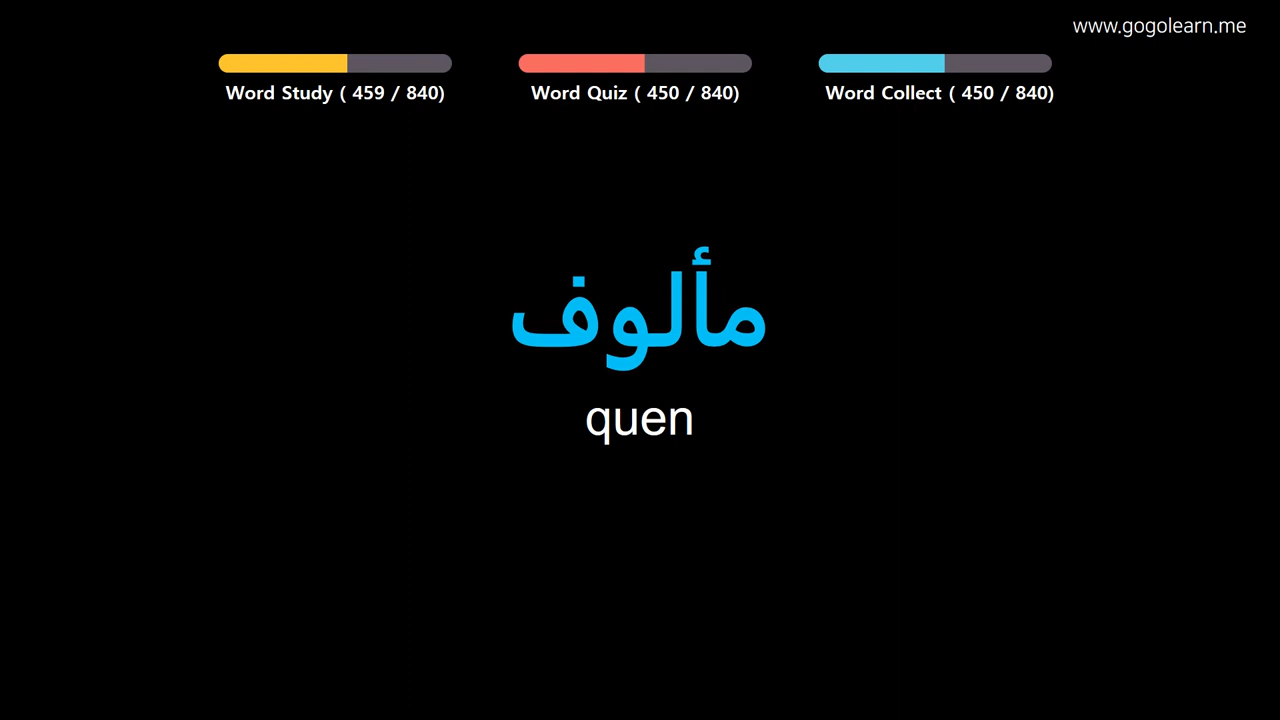 www.gogolearn.me
Word Study ( 459 / 840)
Word Quiz ( 450 / 840)
Word Collect ( 450 / 840)
مألوف
quen